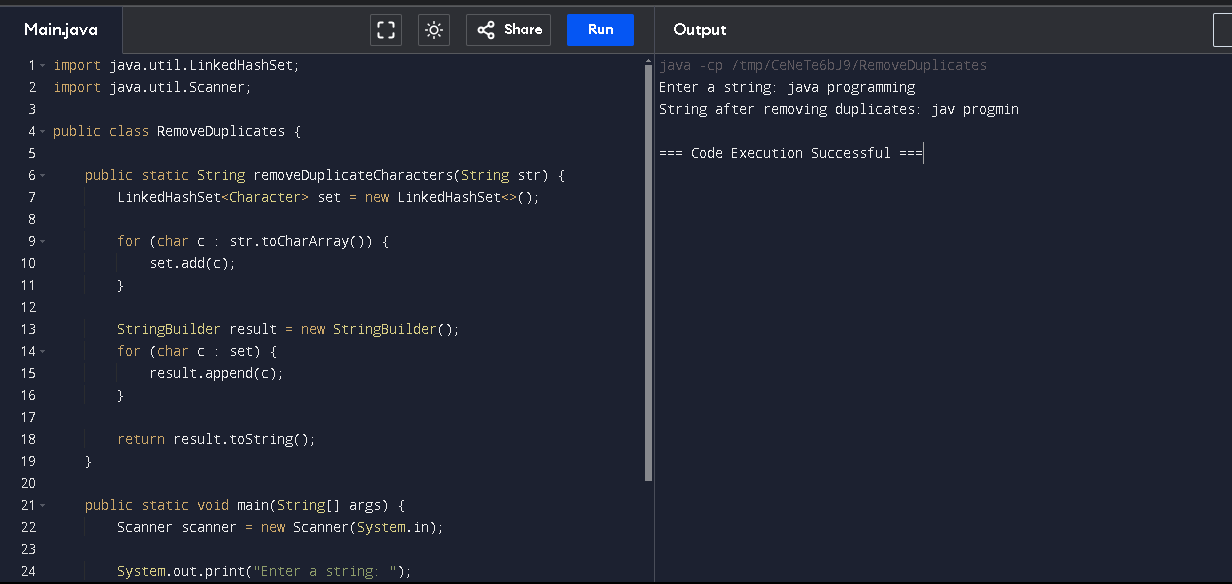 Main.java
Share
Run
Output
1 import java.util.LinkedHashSet;
2 import java.util.Scanner;
3
4 public class RemoveDuplicates {
5
6     public static String removeDuplicateCharacters(String str) {
7         LinkedHashSet<Character> set = new LinkedHashSet<>();
8
9         for (char c : str.toCharArray()) {
10             set.add(c);
11         }
12
13         StringBuilder result = new StringBuilder();
14         for (char c : set) {
15             result.append(c);
16         }
17
18         return result.toString();
19     }
20
21     public static void main(String[] args) {
22         Scanner scanner = new Scanner(System.in);
23
24         System.out.print("Enter a string: ");
java -cp /tmp/CeNeTe6bJ9/RemoveDuplicates
Enter a string: java programming
String after removing duplicates: jav progmin
=== Code Execution Successful ===